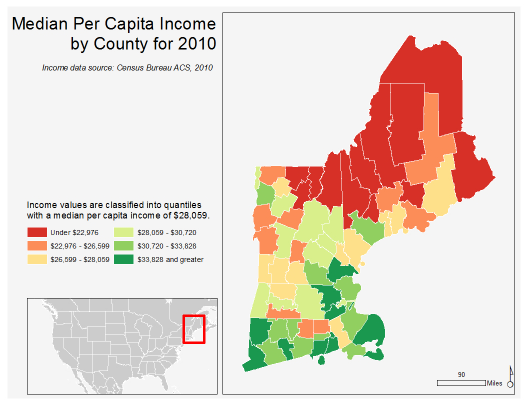 Median Per Capita Income
by County for 2010
Income data source: Census Bureau ACS, 2010
Income values are classified into quantiles
with a median per capita income of $28,059.
Under $22,976
$28,059 - $30,720
$22,976 - $26,599
$30,720 - $33,828
$26,599 - $28,059
$33,828 and greater
90
Miles